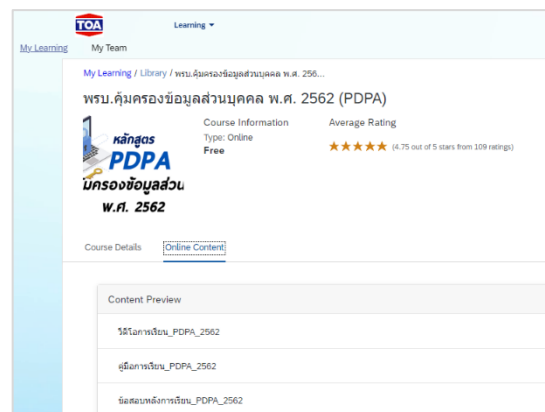 TOA
Learning
My Learning
My Team
My Learning / Library / พรบ.คุ้มครองข้อมูลส่วนบุคคล พ.ศ. 256...
พรบ.คุ้มครองข้อมูลส่วนบุคคล พ.ศ. 2562 (PDPA)
หลักสูตร
PDPA
มครองข้อมูลส่วน
พ.ศ. 2562
Course Information
Type: Online
Free
Average Rating
(4.75 out of 5 stars from 109 ratings)
Course Details
Online Content
Content Preview
วิดีโอการเรียน_PDPA_2562
คู่มือการเรียน_PDPA_2562
ข้อสอบหลังการเรียน_PDPA_2562